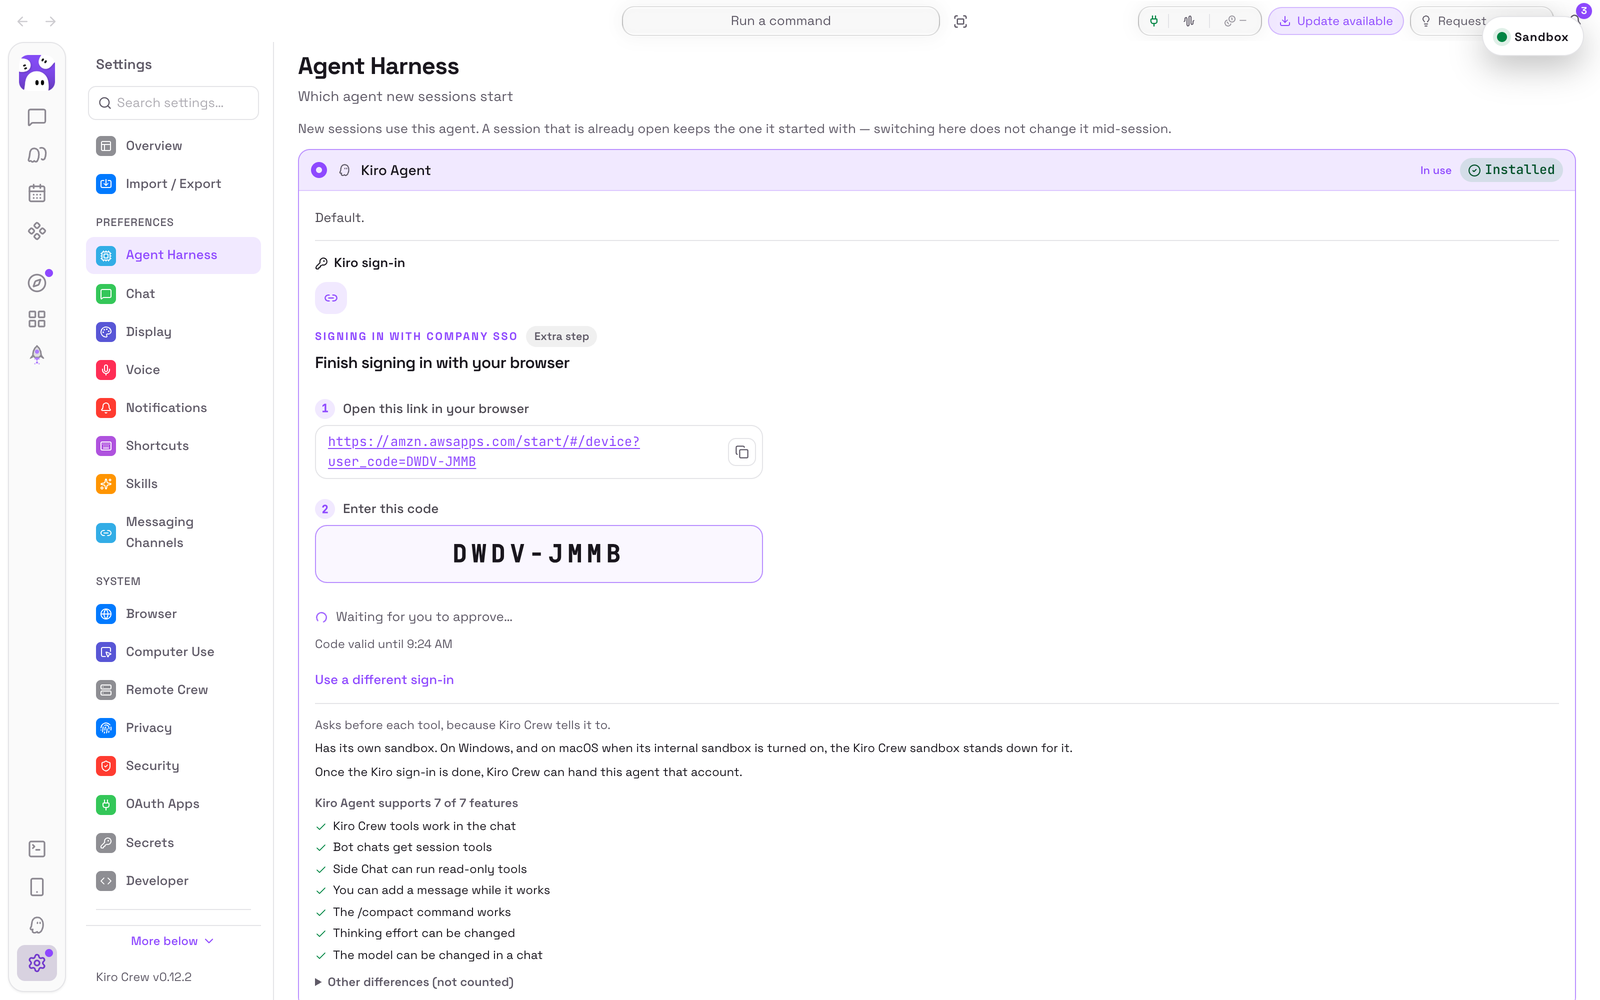 Run a command
Update available
Request
3
Sandbox
Settings
Search settings...
Overview
Import / Export
PREFERENCES
Agent Harness
Chat
Display
Voice
Notifications
Shortcuts
Skills
Messaging
Channels
SYSTEM
Browser
Computer Use
Remote Crew
Privacy
Security
OAuth Apps
Secrets
Developer
More below
Kiro Crew v0.12.2
Agent Harness
Which agent new sessions start
New sessions use this agent. A session that is already open keeps the one it started with — switching here does not change it mid-session.
Kiro Agent
In use
Installed
Default.
Kiro sign-in
SIGNING IN WITH COMPANY SSO
Extra step
Finish signing in with your browser
1 Open this link in your browser
https://amzn.awsapps.com/start/#/device?
user_code=DWDV-JMMB
2 Enter this code
DWDV-JMMB
Waiting for you to approve...
Code valid until 9:24 AM
Use a different sign-in
Asks before each tool, because Kiro Crew tells it to.
Has its own sandbox. On Windows, and on macOS when its internal sandbox is turned on, the Kiro Crew sandbox stands down for it.
Once the Kiro sign-in is done, Kiro Crew can hand this agent that account.
Kiro Agent supports 7 of 7 features
Kiro Crew tools work in the chat
Bot chats get session tools
Side Chat can run read-only tools
You can add a message while it works
The /compact command works
Thinking effort can be changed
The model can be changed in a chat
Other differences (not counted)